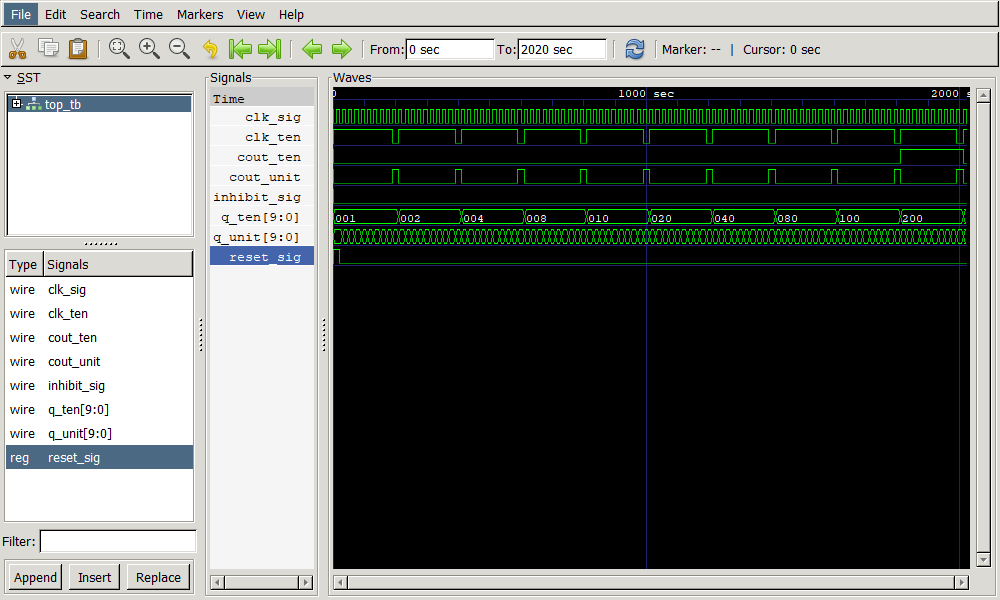 File Edit Search Time Markers View Help
From: 0 sec To: 2020 sec Marker: -- | Cursor: 0 sec
SST
top_tb
Type Signals
wire clk_sig
wire clk_ten
wire cout_ten
wire cout_unit
wire inhibit_sig
wire q_ten[9:0]
wire q_unit[9:0]
reg reset_sig
Filter:
Append Insert Replace
Signals
Time
clk_sig
clk_ten
cout_ten
cout_unit
inhibit_sig
q_ten[9:0]
q_unit[9:0]
reset_sig
Waves
0 1000 sec 2000 s
001 002 004 008 010 020 040 080 100 200